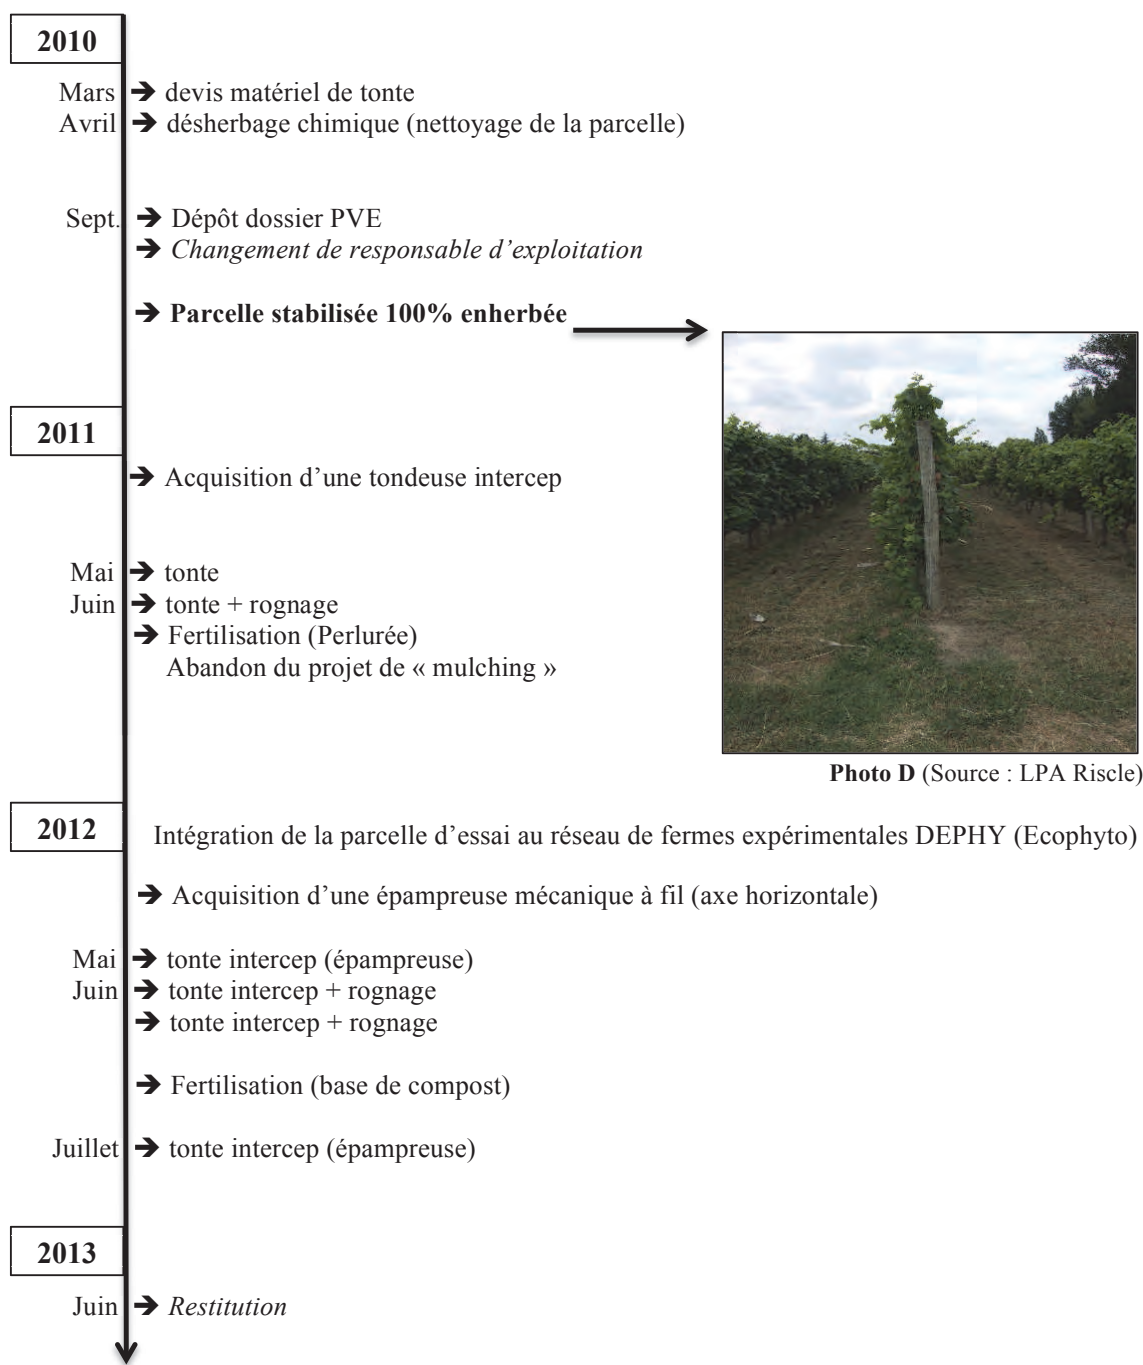 2010
Mars ➔ devis matériel de tonte
Avril ➔ désherbage chimique (nettoyage de la parcelle)
Sept. ➔ Dépôt dossier PVE
➔ Changement de responsable d’exploitation
➔ Parcelle stabilisée 100% enherbée
2011
➔ Acquisition d’une tondeuse intercep
Mai ➔ tonte
Juin ➔ tonte + rognage
➔ Fertilisation (Perlurée)
Abandon du projet de « mulching »
Photo D (Source : LPA Riscle)
2012
Intégration de la parcelle d’essai au réseau de fermes expérimentales DEPHY (Ecophyto)
➔ Acquisition d’une épampreuse mécanique à fil (axe horizontale)
Mai ➔ tonte intercep (épampreuse)
Juin ➔ tonte intercep + rognage
➔ tonte intercep + rognage
➔ Fertilisation (base de compost)
Juillet ➔ tonte intercep (épampreuse)
2013
Juin ➔ Restitution